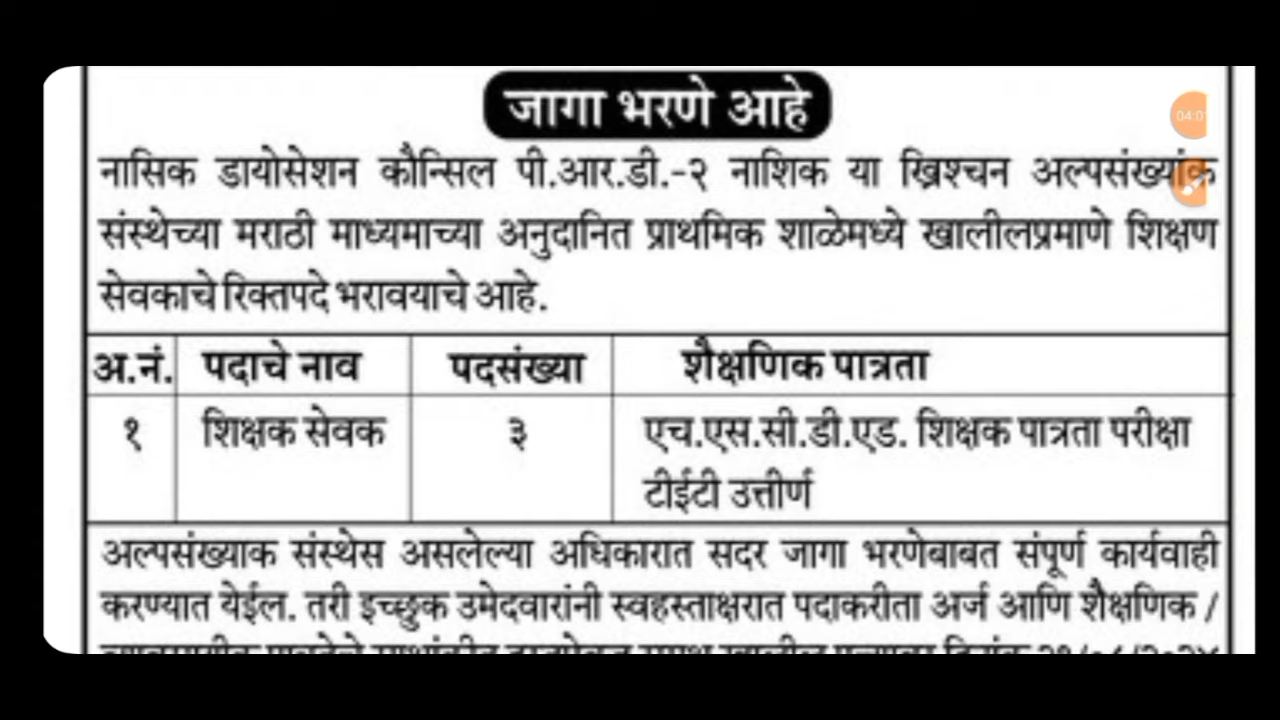 जागा भरणे आहे
04:0
नासिक डायोसेशन कौन्सिल पी.आर.डी.-२ नाशिक या ख्रिश्चन अल्पसंख्यांक
संस्थेच्या मराठी माध्यमाच्या अनुदानित प्राथमिक शाळेमध्ये खालीलप्रमाणे शिक्षण
सेवकाचे रिक्तपदे भरावयाचे आहे.
अ.नं. पदाचे नाव पदसंख्या शैक्षणिक पात्रता
१ शिक्षक सेवक ३ एच.एस.सी.डी.एड. शिक्षक पात्रता परीक्षा
टीईटी उत्तीर्ण
अल्पसंख्याक संस्थेस असलेल्या अधिकारात सदर जागा भरणेबाबत संपूर्ण कार्यवाही
करण्यात येईल. तरी इच्छुक उमेदवारांनी स्वहस्ताक्षरात पदाकरीता अर्ज आणि शैक्षणिक /